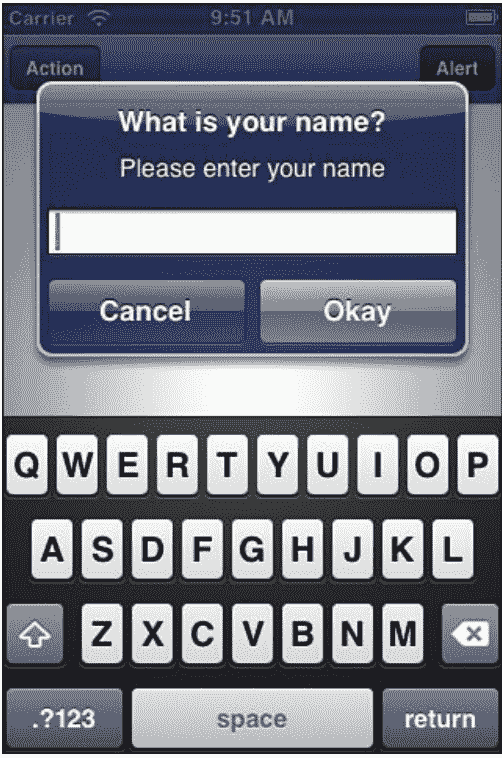 Carrier 9:51 AM
Action Alert
What is your name?
Please enter your name
Cancel Okay
Q W E R T Y U I O P
A S D F G H J K L
Z X C V B N M
.?123 space return